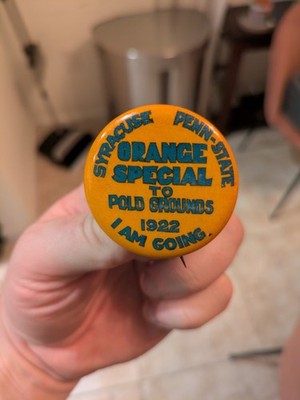 SYRACUSE PENN-STATE
ORANGE
SPECIAL
TO
POLO GROUNDS
1922
I AM GOING.